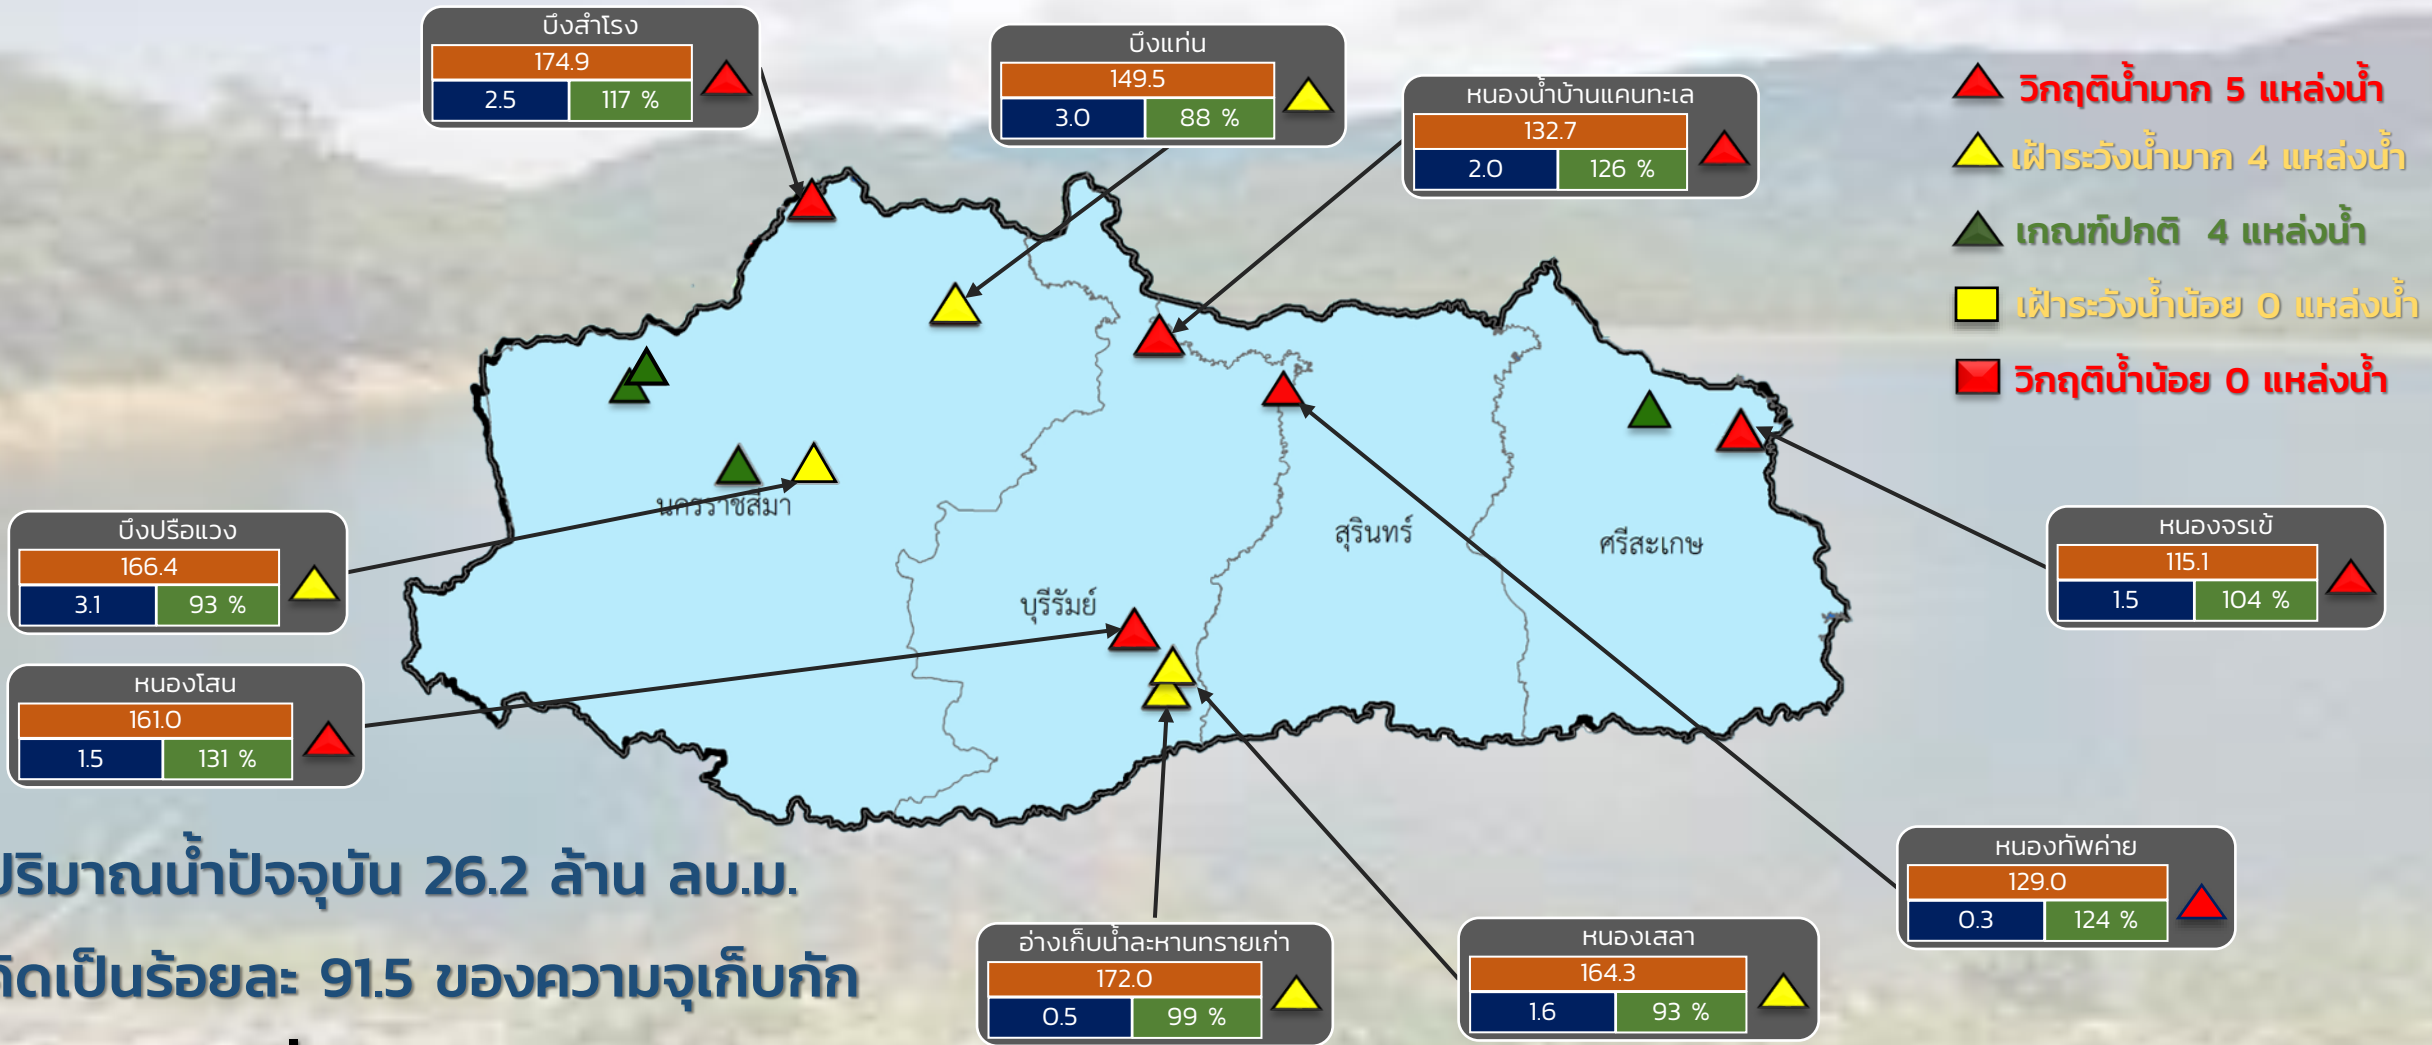 บึงสำโรง
174.9
2.5 117 %
บึงแท่น
149.5
3.0 88 %
หนองน้ำบ้านแคนทะเล
132.7
2.0 126 %
วิกฤติน้ำมาก 5 แหล่งน้ำ
เฝ้าระวังน้ำมาก 4 แหล่งน้ำ
เกณฑ์ปกติ 4 แหล่งน้ำ
เฝ้าระวังน้ำน้อย 0 แหล่งน้ำ
วิกฤติน้ำน้อย 0 แหล่งน้ำ
นครราชสีมา
บุรีรัมย์
สุรินทร์
ศรีสะเกษ
บึงปรือแวง
166.4
3.1 93 %
หนองโสน
161.0
1.5 131 %
หนองจรเข้
115.1
1.5 104 %
หนองทัพค่าย
129.0
0.3 124 %
อ่างเก็บน้ำละหานทรายเก่า
172.0
0.5 99 %
หนองเสลา
164.3
1.6 93 %
ปริมาณน้ำปัจจุบัน 26.2 ล้าน ลบ.ม.
คิดเป็นร้อยละ 91.5 ของความจุเก็บกัก